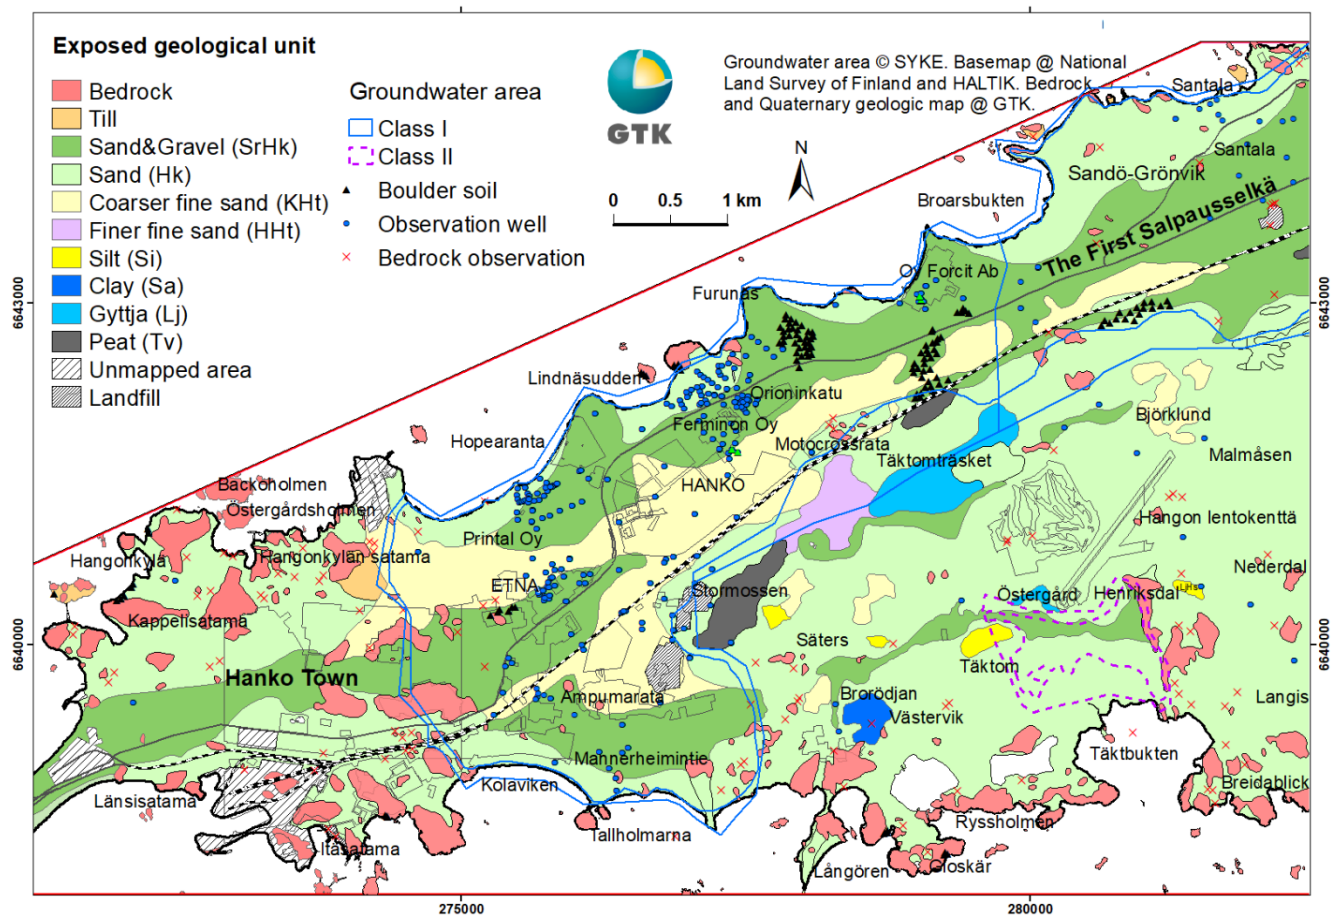 Exposed geological unit
Bedrock
Till
Sand&Gravel (SrHk)
Sand (Hk)
Coarser fine sand (KHt)
Finer fine sand (HHt)
Silt (Si)
Clay (Sa)
Gyttja (Lj)
Peat (Tv)
Unmapped area
Landfill
Groundwater area
Class I
Class II
Boulder soil
Observation well
Bedrock observation
GTK
Groundwater area © SYKE. Basemap @ National
Land Survey of Finland and HALTIK. Bedrock
and Quaternary geologic map @ GTK.
N
0 0.5 1 km
Santala
Santala
Sandö-Grönvik
Broarsbukten
The First Salpausselkä
Forcit Ab
Furunäs
Lindnäsudden
Orioninkatu
Ferminon Oy
Hopearanta
Motocrossrata
Täktomträsket
Björklund
Malmåsen
HANKO
Backoholmen
Östergårdsholmen
Hangonkylä
Hangonkylän satama
Printal Oy
Hangon lentokenttä
Nederdal
ETNA
Stormossen
Östergård
Henriksdal
Kappelisatama
Säters
Täktom
Hanko Town
Ampumarata
Brorödjan
Västervik
Langis
Mannerheimintie
Täktbukten
Länsisatama
Kolaviken
Breidablick
Tallholmarna
Ryssholmen
Itäsatama
Långören
Gloskär
6643000
6643000
6640000
6640000
275000
280000